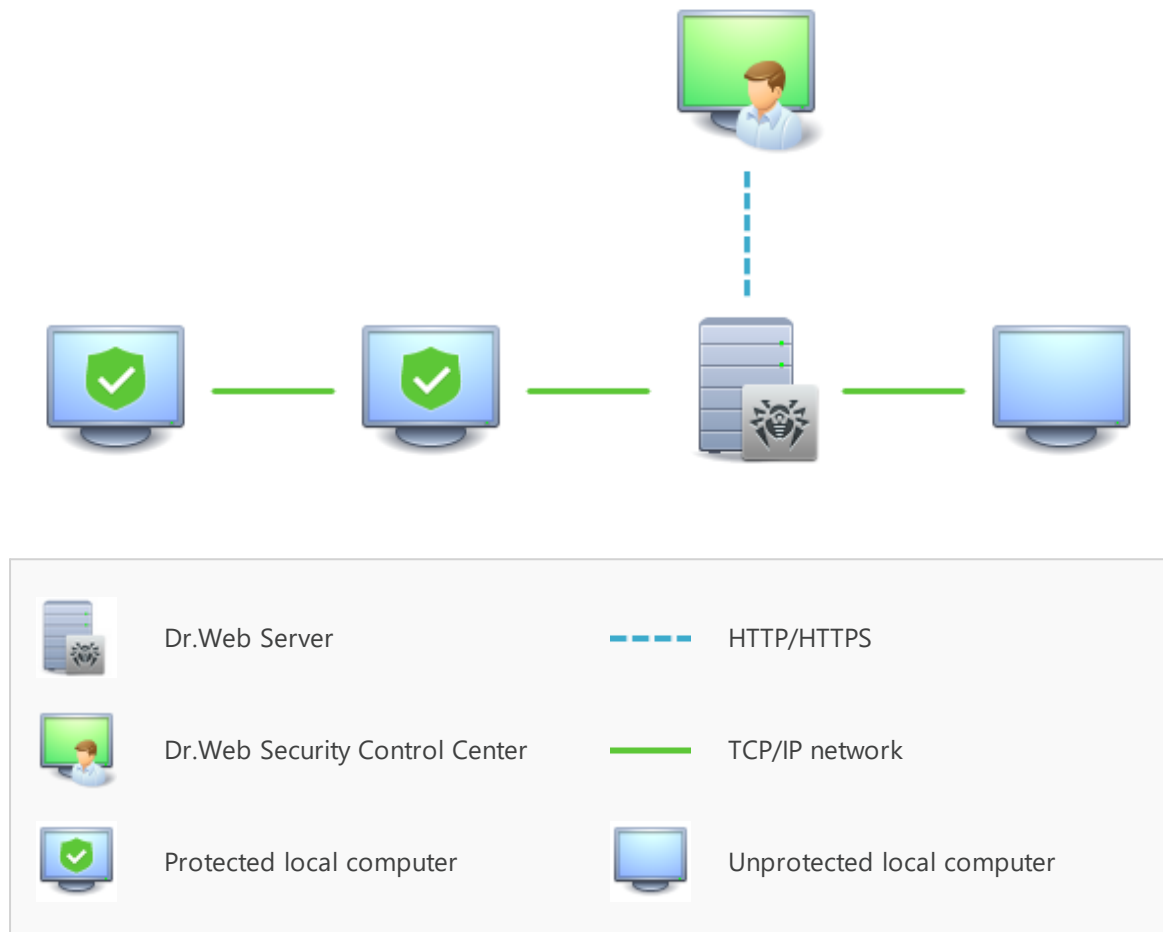 Dr.Web Server
HTTP/HTTPS
Dr.Web Security Control Center
TCP/IP network
Protected local computer
Unprotected local computer